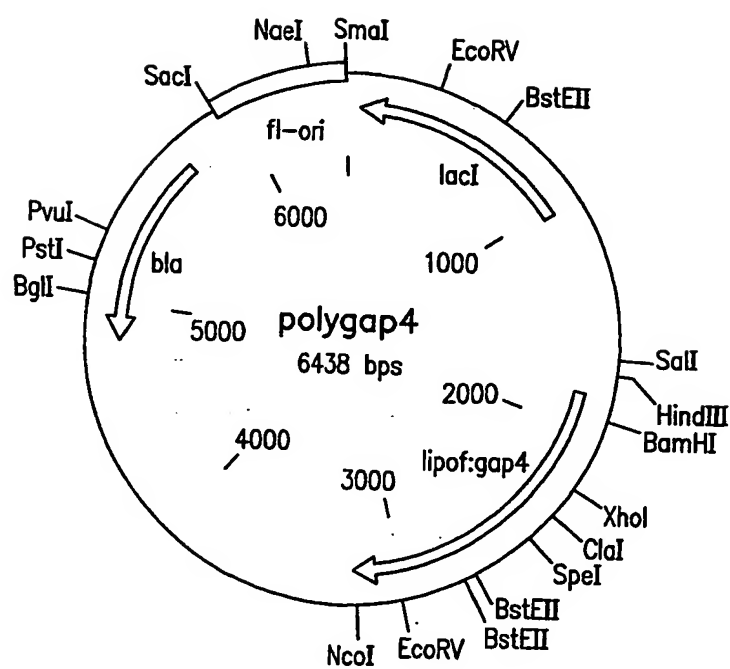 NaeI
SmaI
EcoRV
SacI
BstEII
fl-ori
lacI
6000
PvuI
PstI
bla
1000
BglI
polygap4
5000
6438 bps
SalI
2000
HindIII
BamHI
4000
lipof:gap4
3000
XhoI
ClaI
SpeI
BstEII
BstEII
NcoI
EcoRV